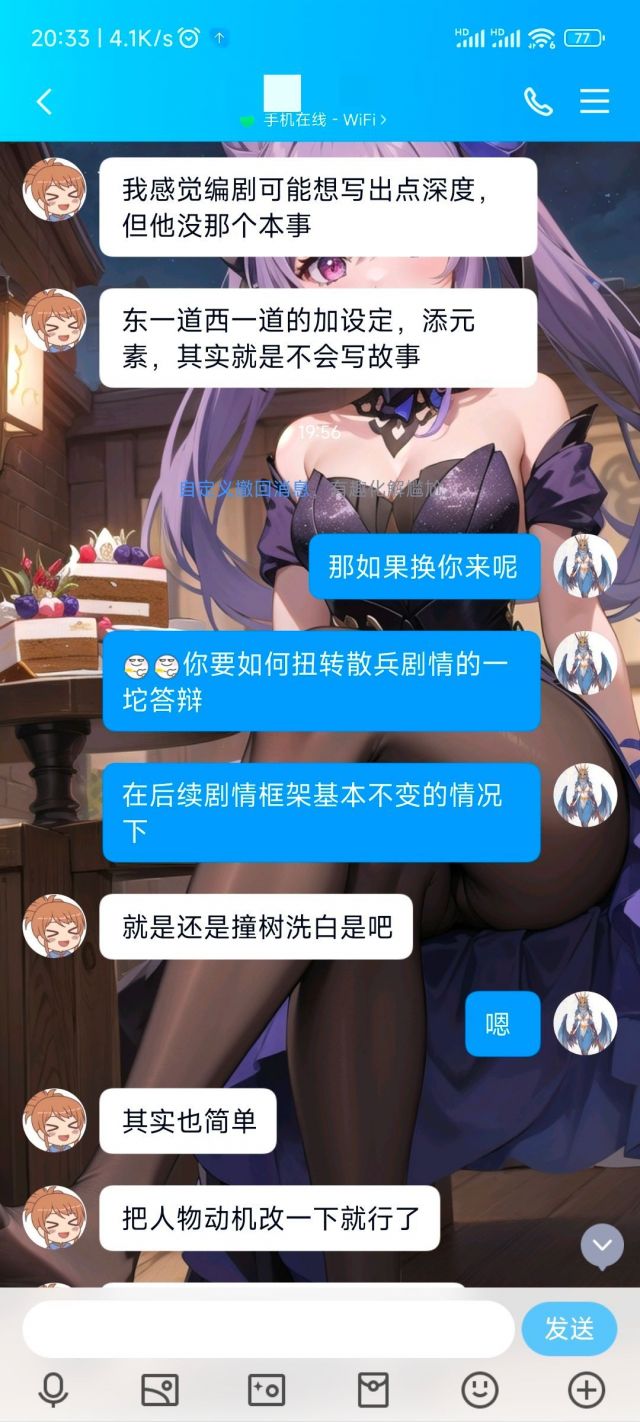 20:33 | 4.1K/s
HD HD 6 77
手机在线 - WiFi >
我感觉编剧可能想写出点深度，
但他没那个本事
东一道西一道的加设定，添元
素，其实就是不会写故事
19:56
自定义撤回消息，有趣化解尴尬
那如果换你来呢
你要如何扭转散兵剧情的一
坨答辩
在后续剧情框架基本不变的情况
下
就是还是撞树洗白是吧
嗯
其实也简单
把人物动机改一下就行了
发送